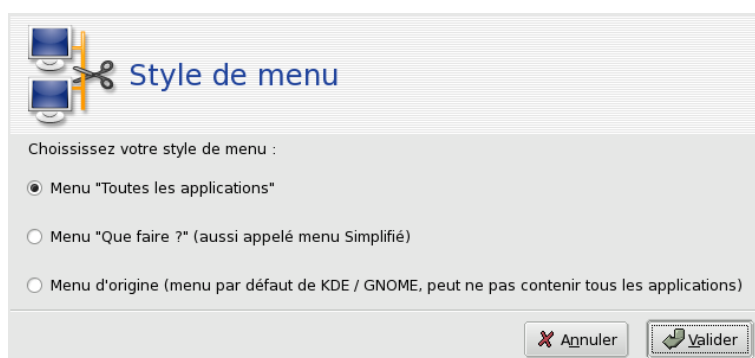 Style de menu
Choississez votre style de menu :
Menu "Toutes les applications"
Menu "Que faire ?" (aussi appelé menu Simplifié)
Menu d'origine (menu par défaut de KDE / GNOME, peut ne pas contenir tous les applications)
Annuler
Valider